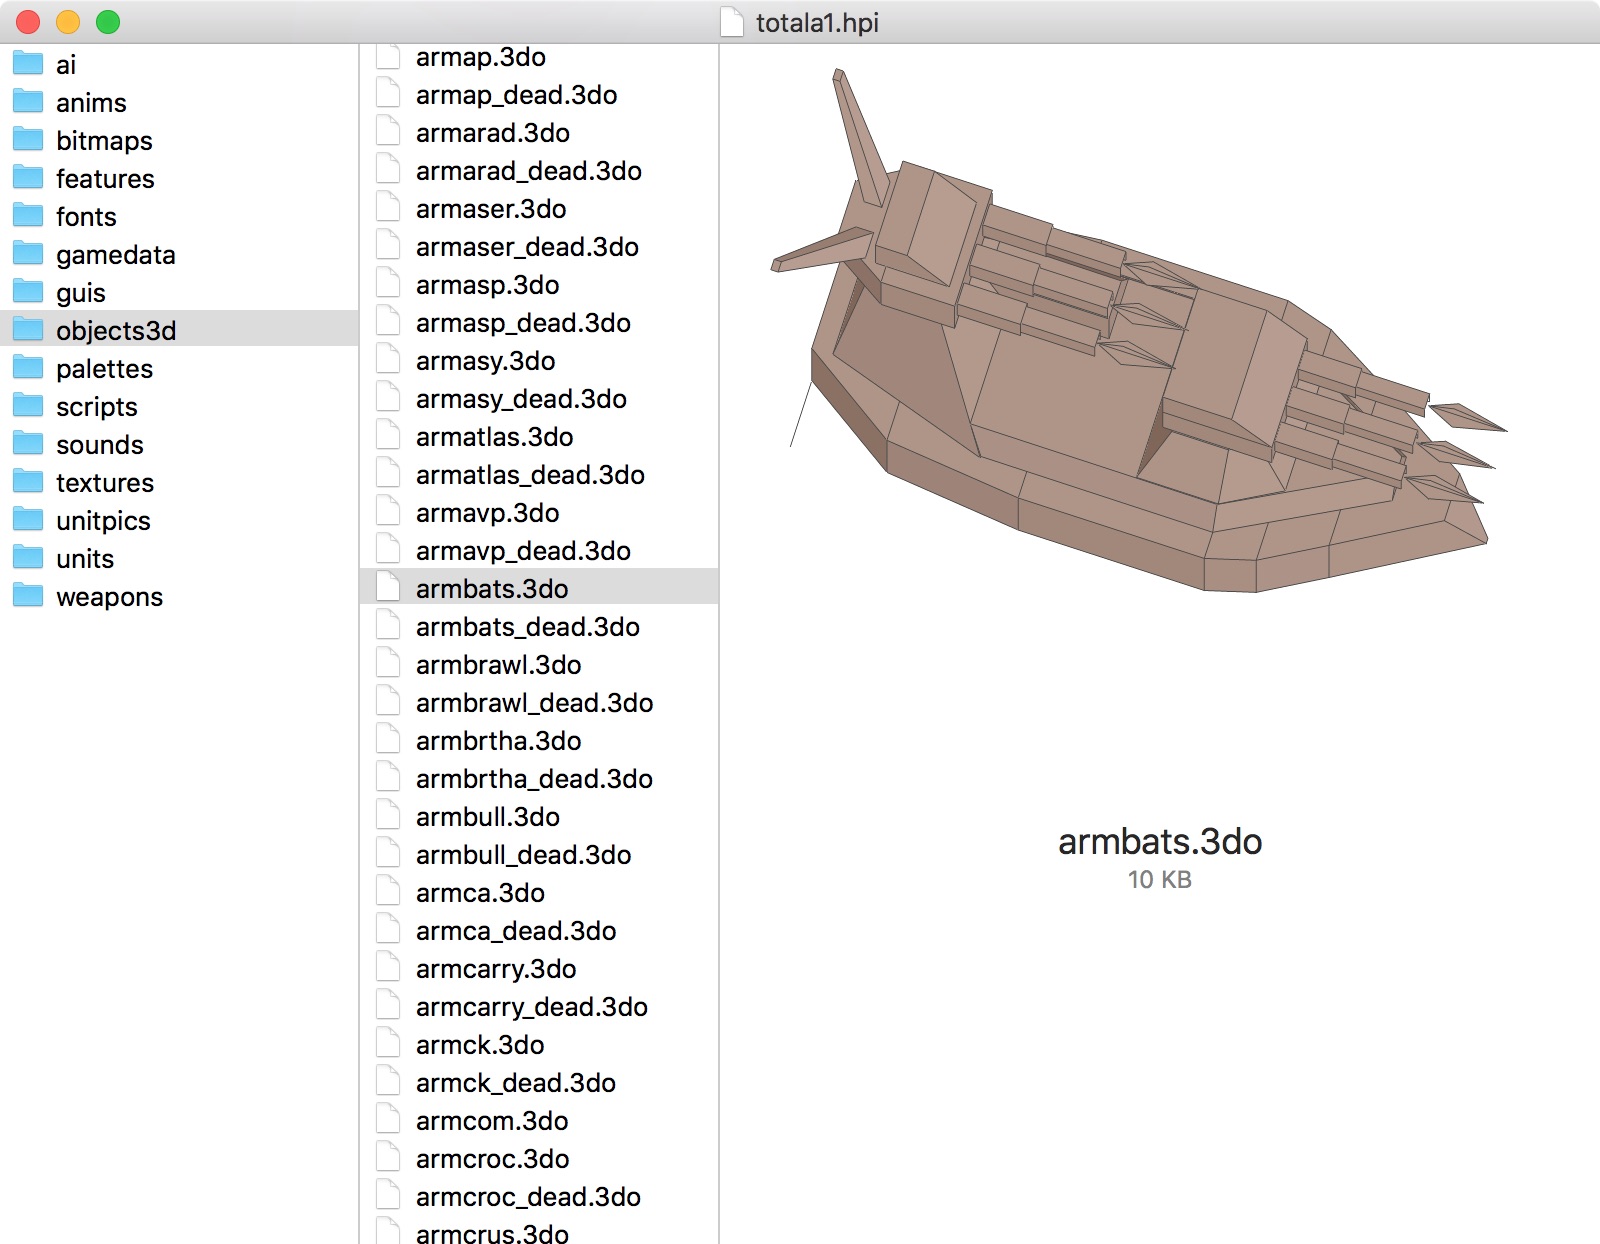 totala1.hpi
ai
anims
bitmaps
features
fonts
gamedata
guis
objects3d
palettes
scripts
sounds
textures
unitpics
units
weapons
armap.3do
armap_dead.3do
armarad.3do
armarad_dead.3do
armaser.3do
armaser_dead.3do
armasp.3do
armasp_dead.3do
armasy.3do
armasy_dead.3do
armatlas.3do
armatlas_dead.3do
armavp.3do
armavp_dead.3do
armbats.3do
armbats_dead.3do
armbrawl.3do
armbrawl_dead.3do
armbrtha.3do
armbrtha_dead.3do
armbull.3do
armbull_dead.3do
armca.3do
armca_dead.3do
armcarry.3do
armcarry_dead.3do
armck.3do
armck_dead.3do
armcom.3do
armcroc.3do
armcroc_dead.3do
armcrus.3do
armbats.3do
10 KB